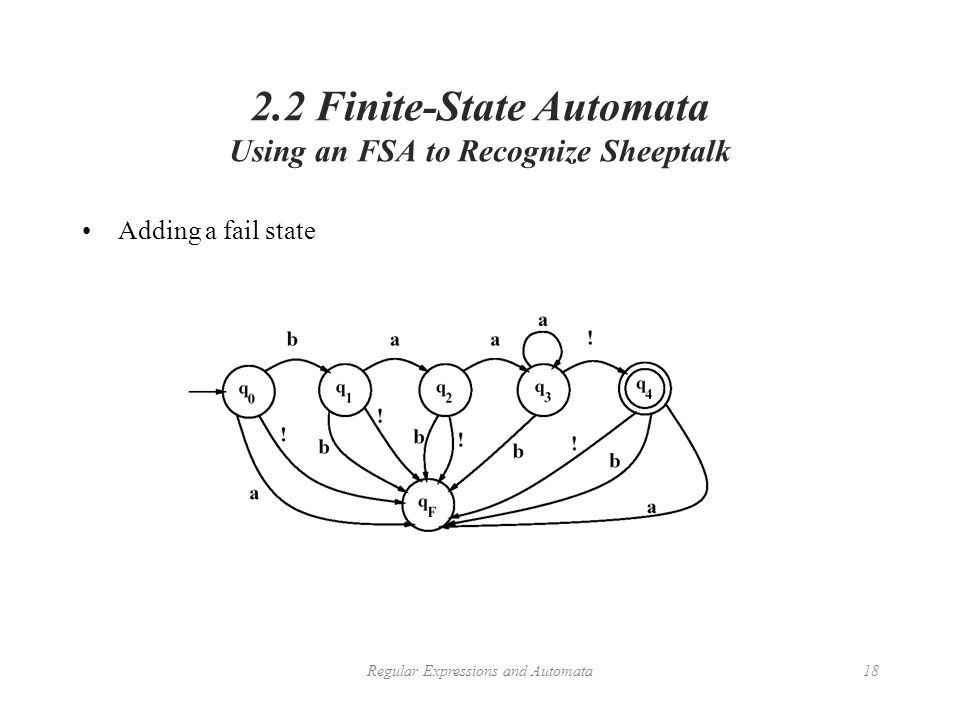 2.2 Finite-State Automata
Using an FSA to Recognize Sheeptalk
• Adding a fail state
a
b a a !
q0 q1 q2 q3 q4
! b ! b ! b ! b
a qF a
Regular Expressions and Automata 18